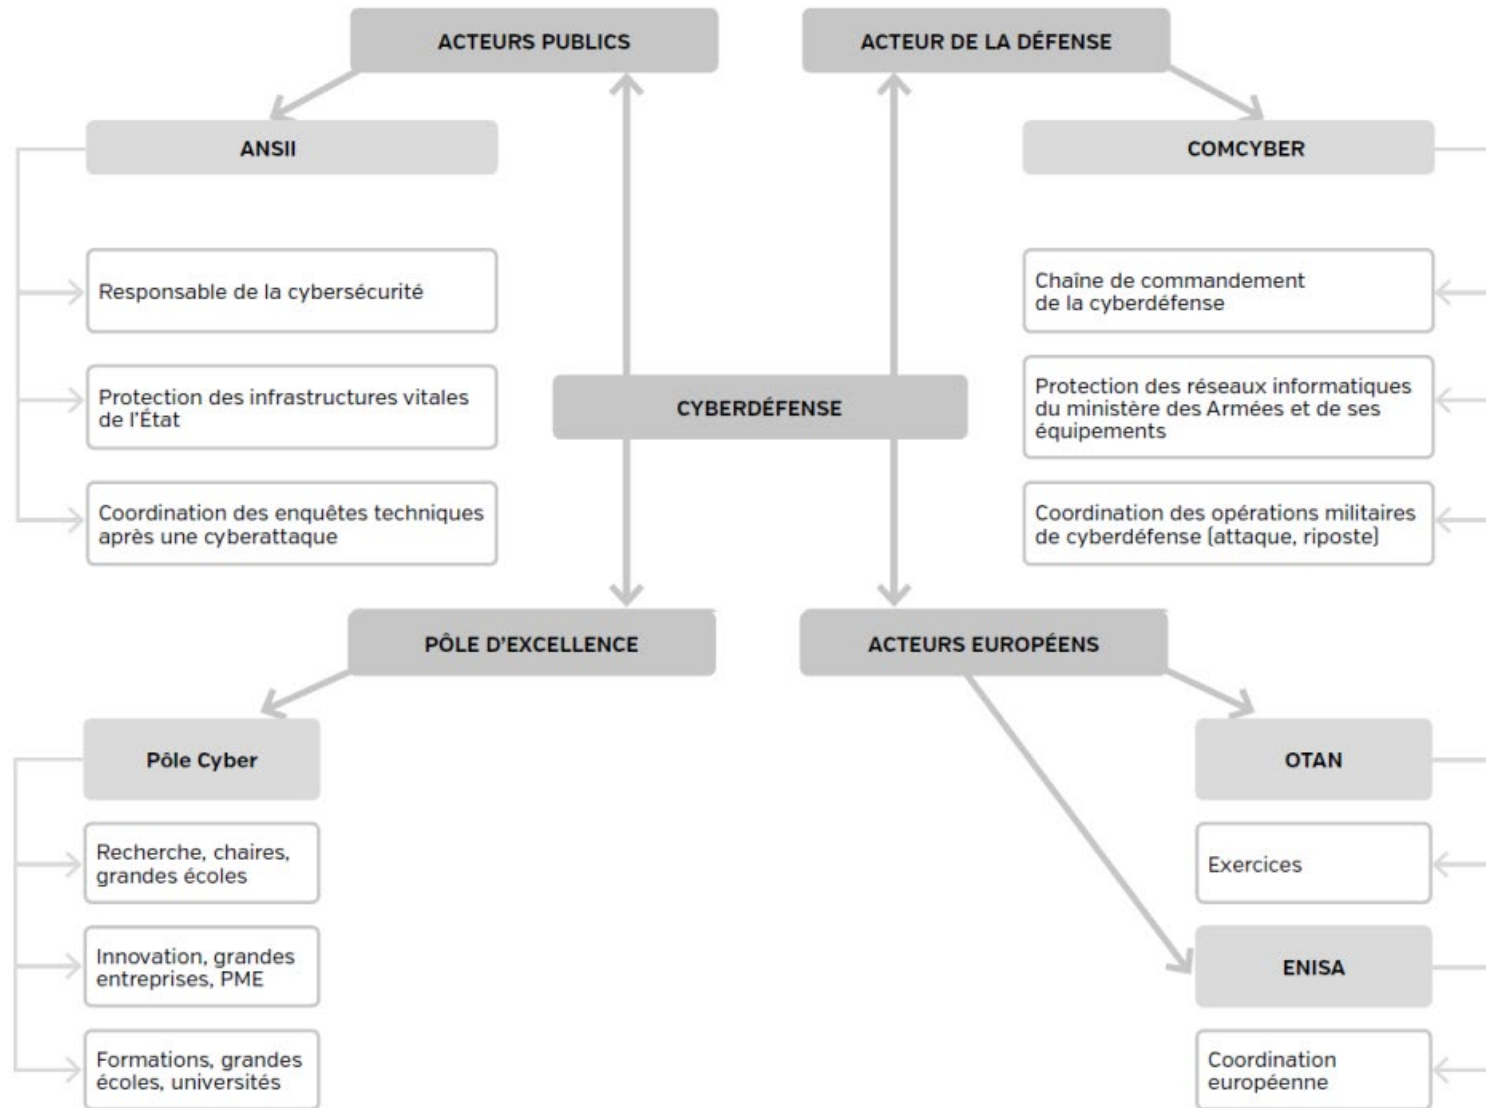 ACTEURS PUBLICS
ACTEUR DE LA DÉFENSE
ANSII
COMCYBER
Responsable de la cybersécurité
Protection des infrastructures vitales
de l'État
Coordination des enquêtes techniques
après une cyberattaque
Chaîne de commandement
de la cyberdéfense
Protection des réseaux informatiques
du ministère des Armées et de ses
équipements
Coordination des opérations militaires
de cyberdéfense (attaque, riposte)
CYBERDÉFENSE
PÔLE D'EXCELLENCE
ACTEURS EUROPÉENS
Pôle Cyber
Recherche, chaires,
grandes écoles
Innovation, grandes
entreprises, PME
Formations, grandes
écoles, universités
OTAN
Exercices
ENISA
Coordination
européenne